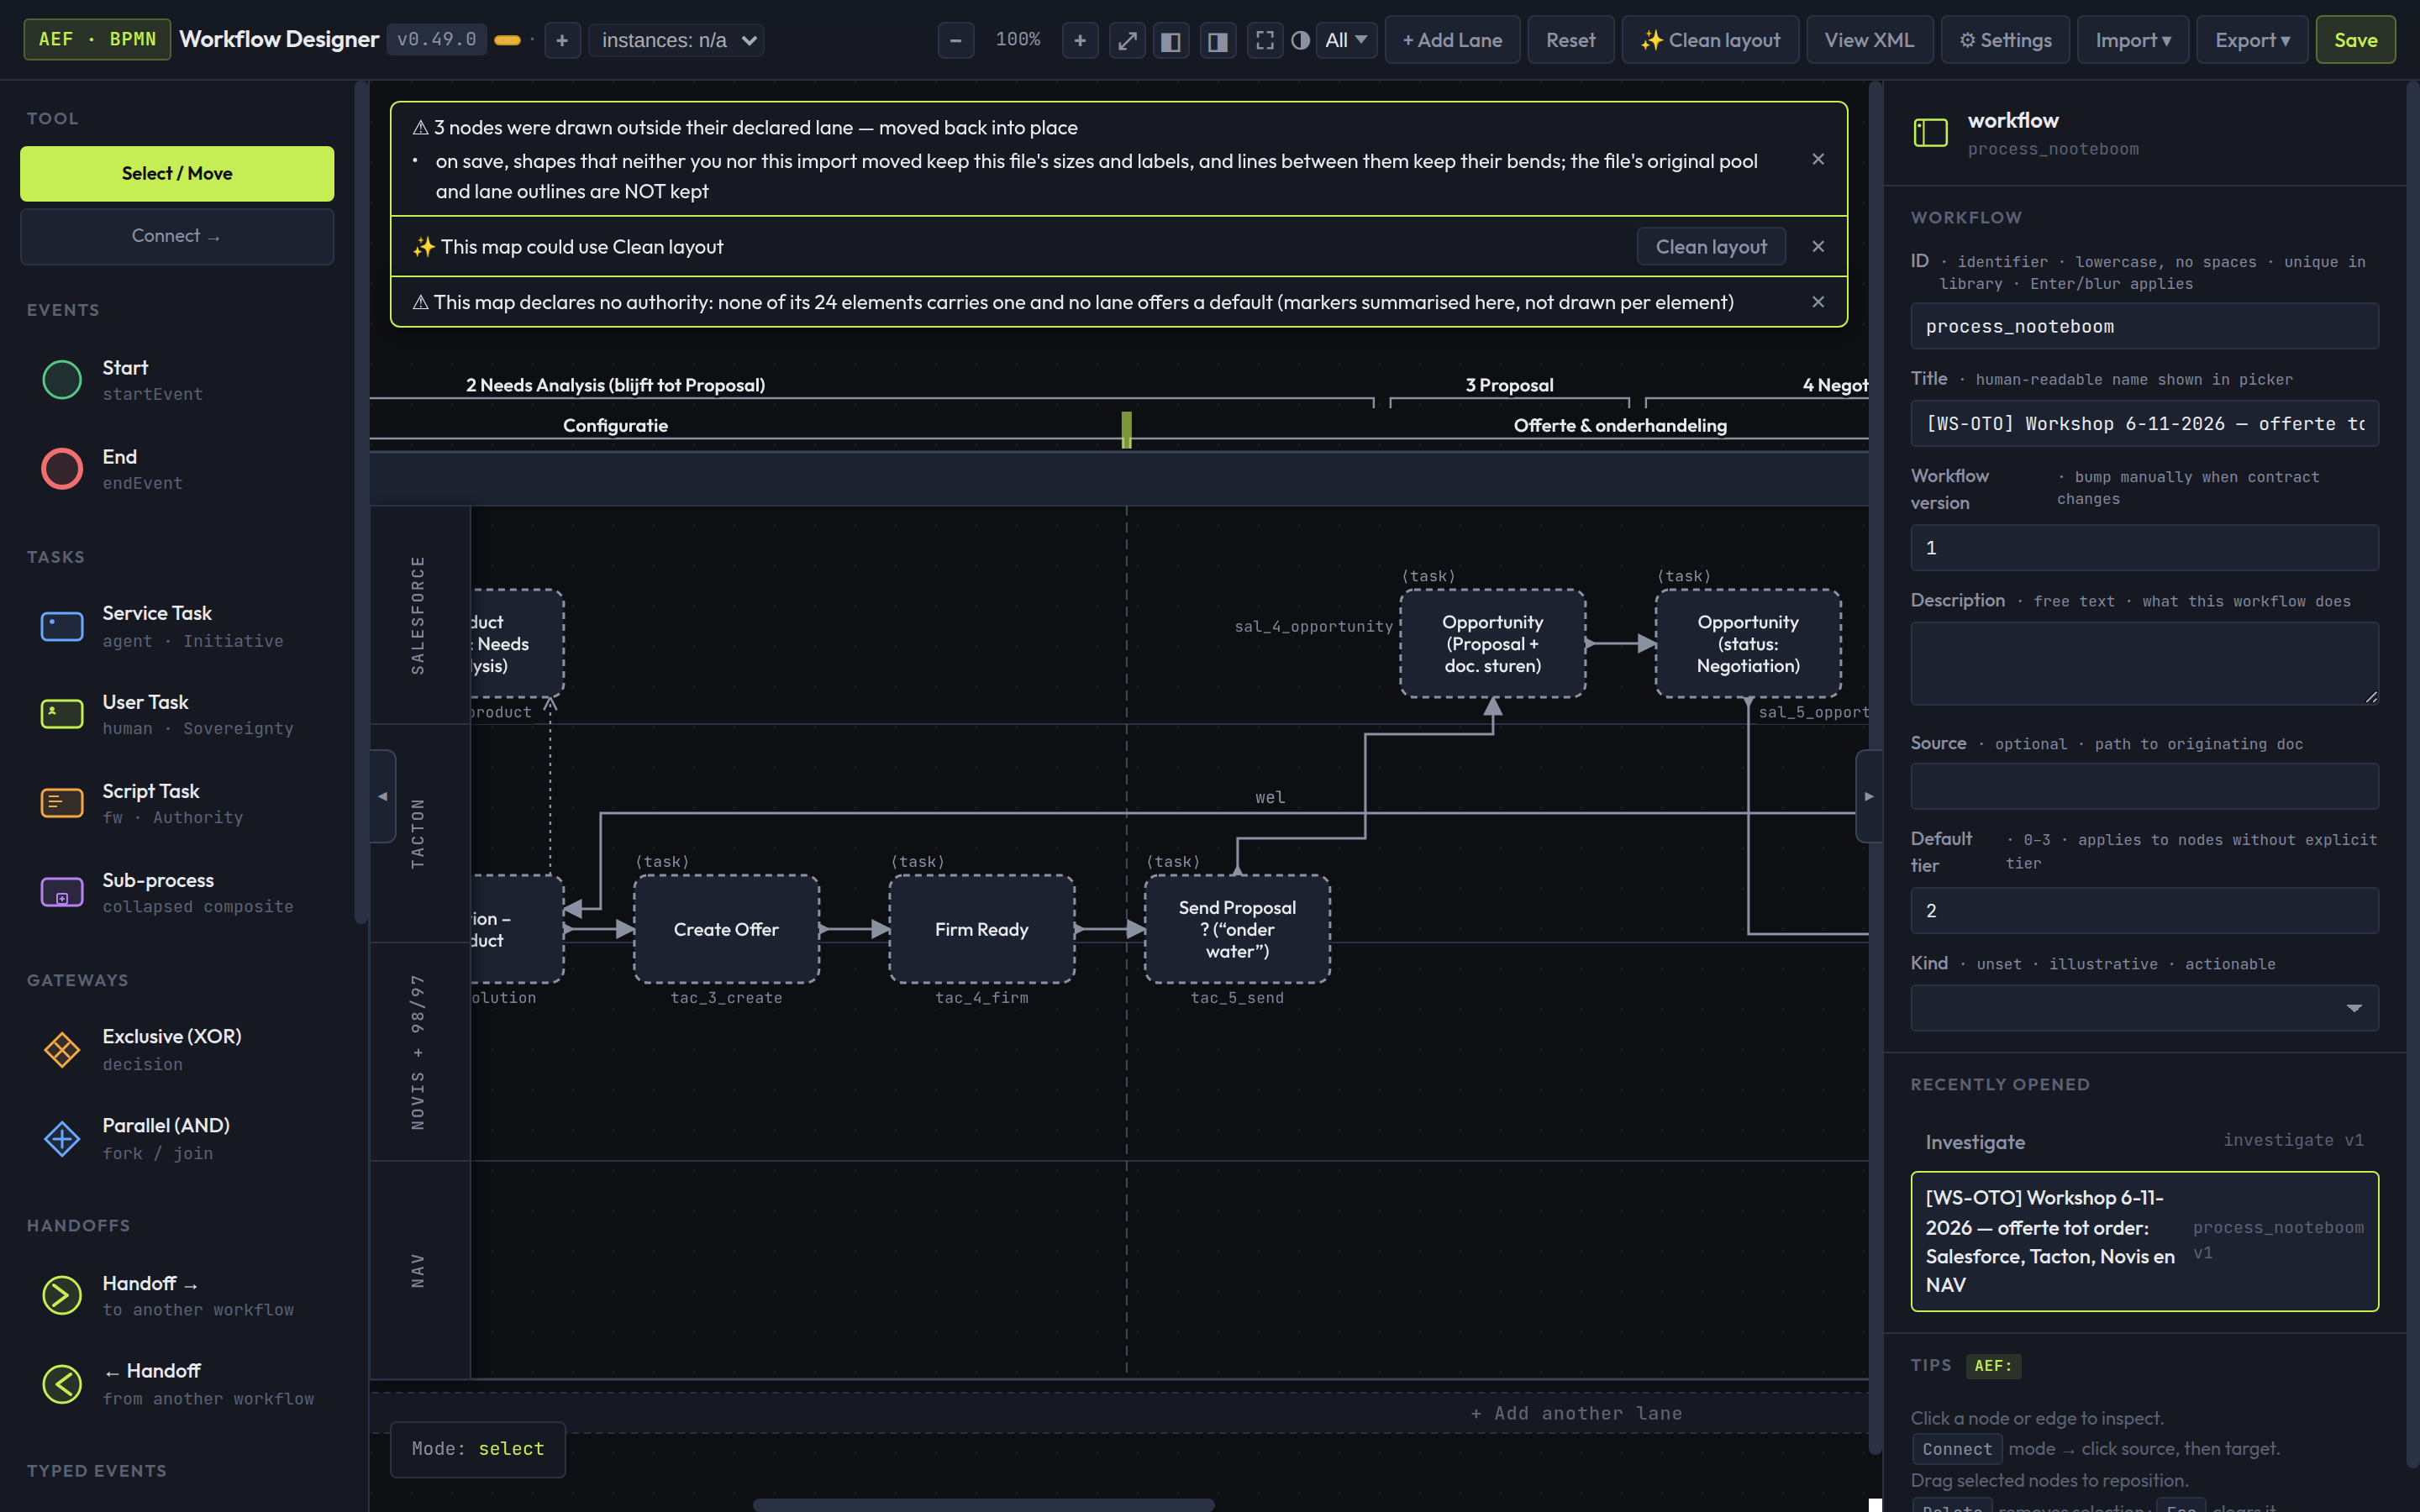 AEF · BPMN Workflow Designer v0.49.0 · + instances: n/a − 100% + All + Add Lane Reset ✨ Clean layout View XML ⚙ Settings Import ▾ Export ▾ Save
TOOL
Select / Move
Connect →
EVENTS
Start
startEvent
End
endEvent
TASKS
Service Task
agent · Initiative
User Task
human · Sovereignty
Script Task
fw · Authority
Sub-process
collapsed composite
GATEWAYS
Exclusive (XOR)
decision
Parallel (AND)
fork / join
HANDOFFS
Handoff →
to another workflow
← Handoff
from another workflow
TYPED EVENTS
⚠ 3 nodes were drawn outside their declared lane — moved back into place
• on save, shapes that neither you nor this import moved keep this file's sizes and labels, and lines between them keep their bends; the file's original pool
and lane outlines are NOT kept
✕
✨ This map could use Clean layout
Clean layout ✕
⚠ This map declares no authority: none of its 24 elements carries one and no lane offers a default (markers summarised here, not drawn per element) ✕
2 Needs Analysis (blijft tot Proposal)
3 Proposal
4 Negot
Configuratie
Offerte & onderhandeling
SALESFORCE
duct
: Needs
lysis)
product
⟨task⟩
sal_4_opportunity
Opportunity
(Proposal +
doc. sturen)
⟨task⟩
Opportunity
(status:
Negotiation)
sal_5_opport
TACTON
wel
ion –
duct
olution
⟨task⟩
Create Offer
tac_3_create
⟨task⟩
Firm Ready
tac_4_firm
⟨task⟩
Send Proposal
? (“onder
water”)
tac_5_send
NOVIS + 98/97
NAV
+ Add another lane
Mode: select
workflow
process_nooteboom
WORKFLOW
ID · identifier · lowercase, no spaces · unique in
library · Enter/blur applies
process_nooteboom
Title · human-readable name shown in picker
[WS-OTO] Workshop 6-11-2026 — offerte to
Workflow
version
· bump manually when contract
changes
1
Description · free text · what this workflow does
Source · optional · path to originating doc
Default
tier
· 0–3 · applies to nodes without explicit
tier
2
Kind · unset · illustrative · actionable
RECENTLY OPENED
Investigate investigate v1
[WS-OTO] Workshop 6-11-
2026 — offerte tot order:
Salesforce, Tacton, Novis en
NAV
process_nooteboom
v1
TIPS AEF:
Click a node or edge to inspect.
Connect mode → click source, then target.
Drag selected nodes to reposition.
Delete removes selection; Esc clears it.